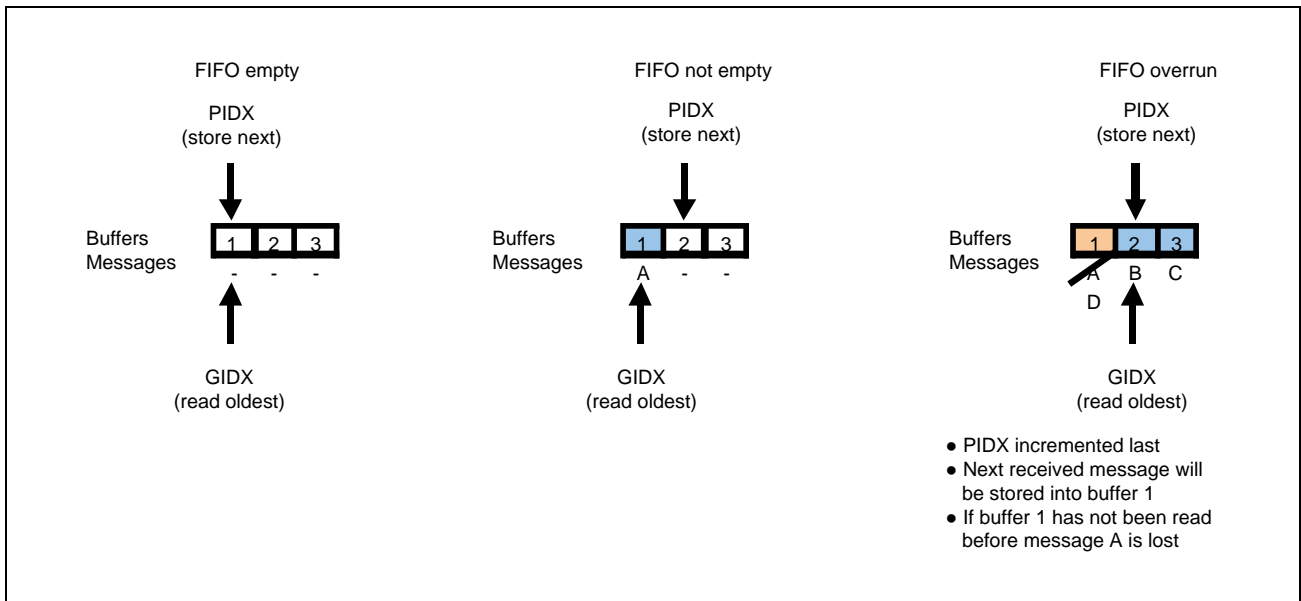 FIFO empty
PIDX
(store next)
Buffers
Messages
1 2 3
- - -
GIDX
(read oldest)
FIFO not empty
PIDX
(store next)
Buffers
Messages
1 2 3
A - -
GIDX
(read oldest)
FIFO overrun
PIDX
(store next)
Buffers
Messages
1 2 3
A B C
D
GIDX
(read oldest)
● PIDX incremented last
● Next received message will
be stored into buffer 1
● If buffer 1 has not been read
before message A is lost